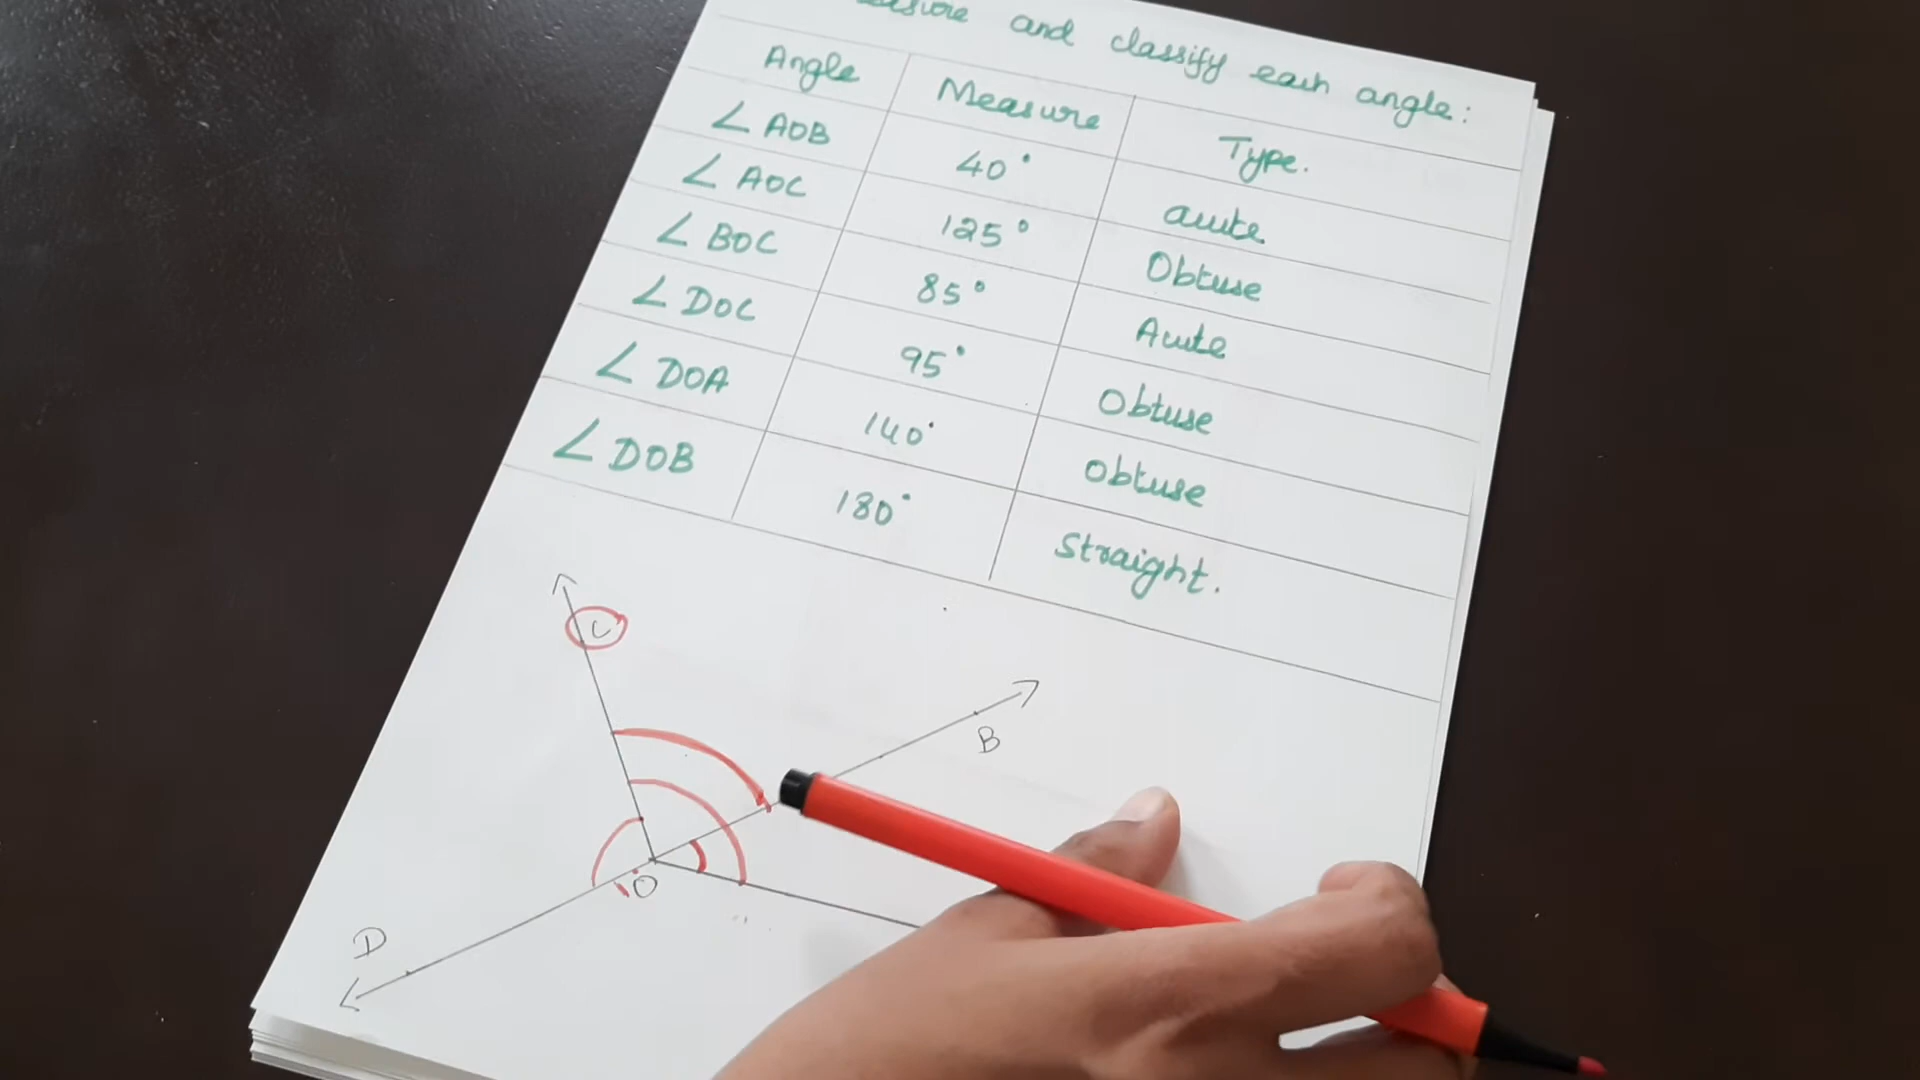 and classify each angle:
Angle Measure Type.
∠AOB 40° acute
∠AOC 125° Obtuse
∠BOC 85° Acute
∠DOC 95° Obtuse
∠DOA 140° Obtuse
∠DOB 180° Straight.
C
B
O
D